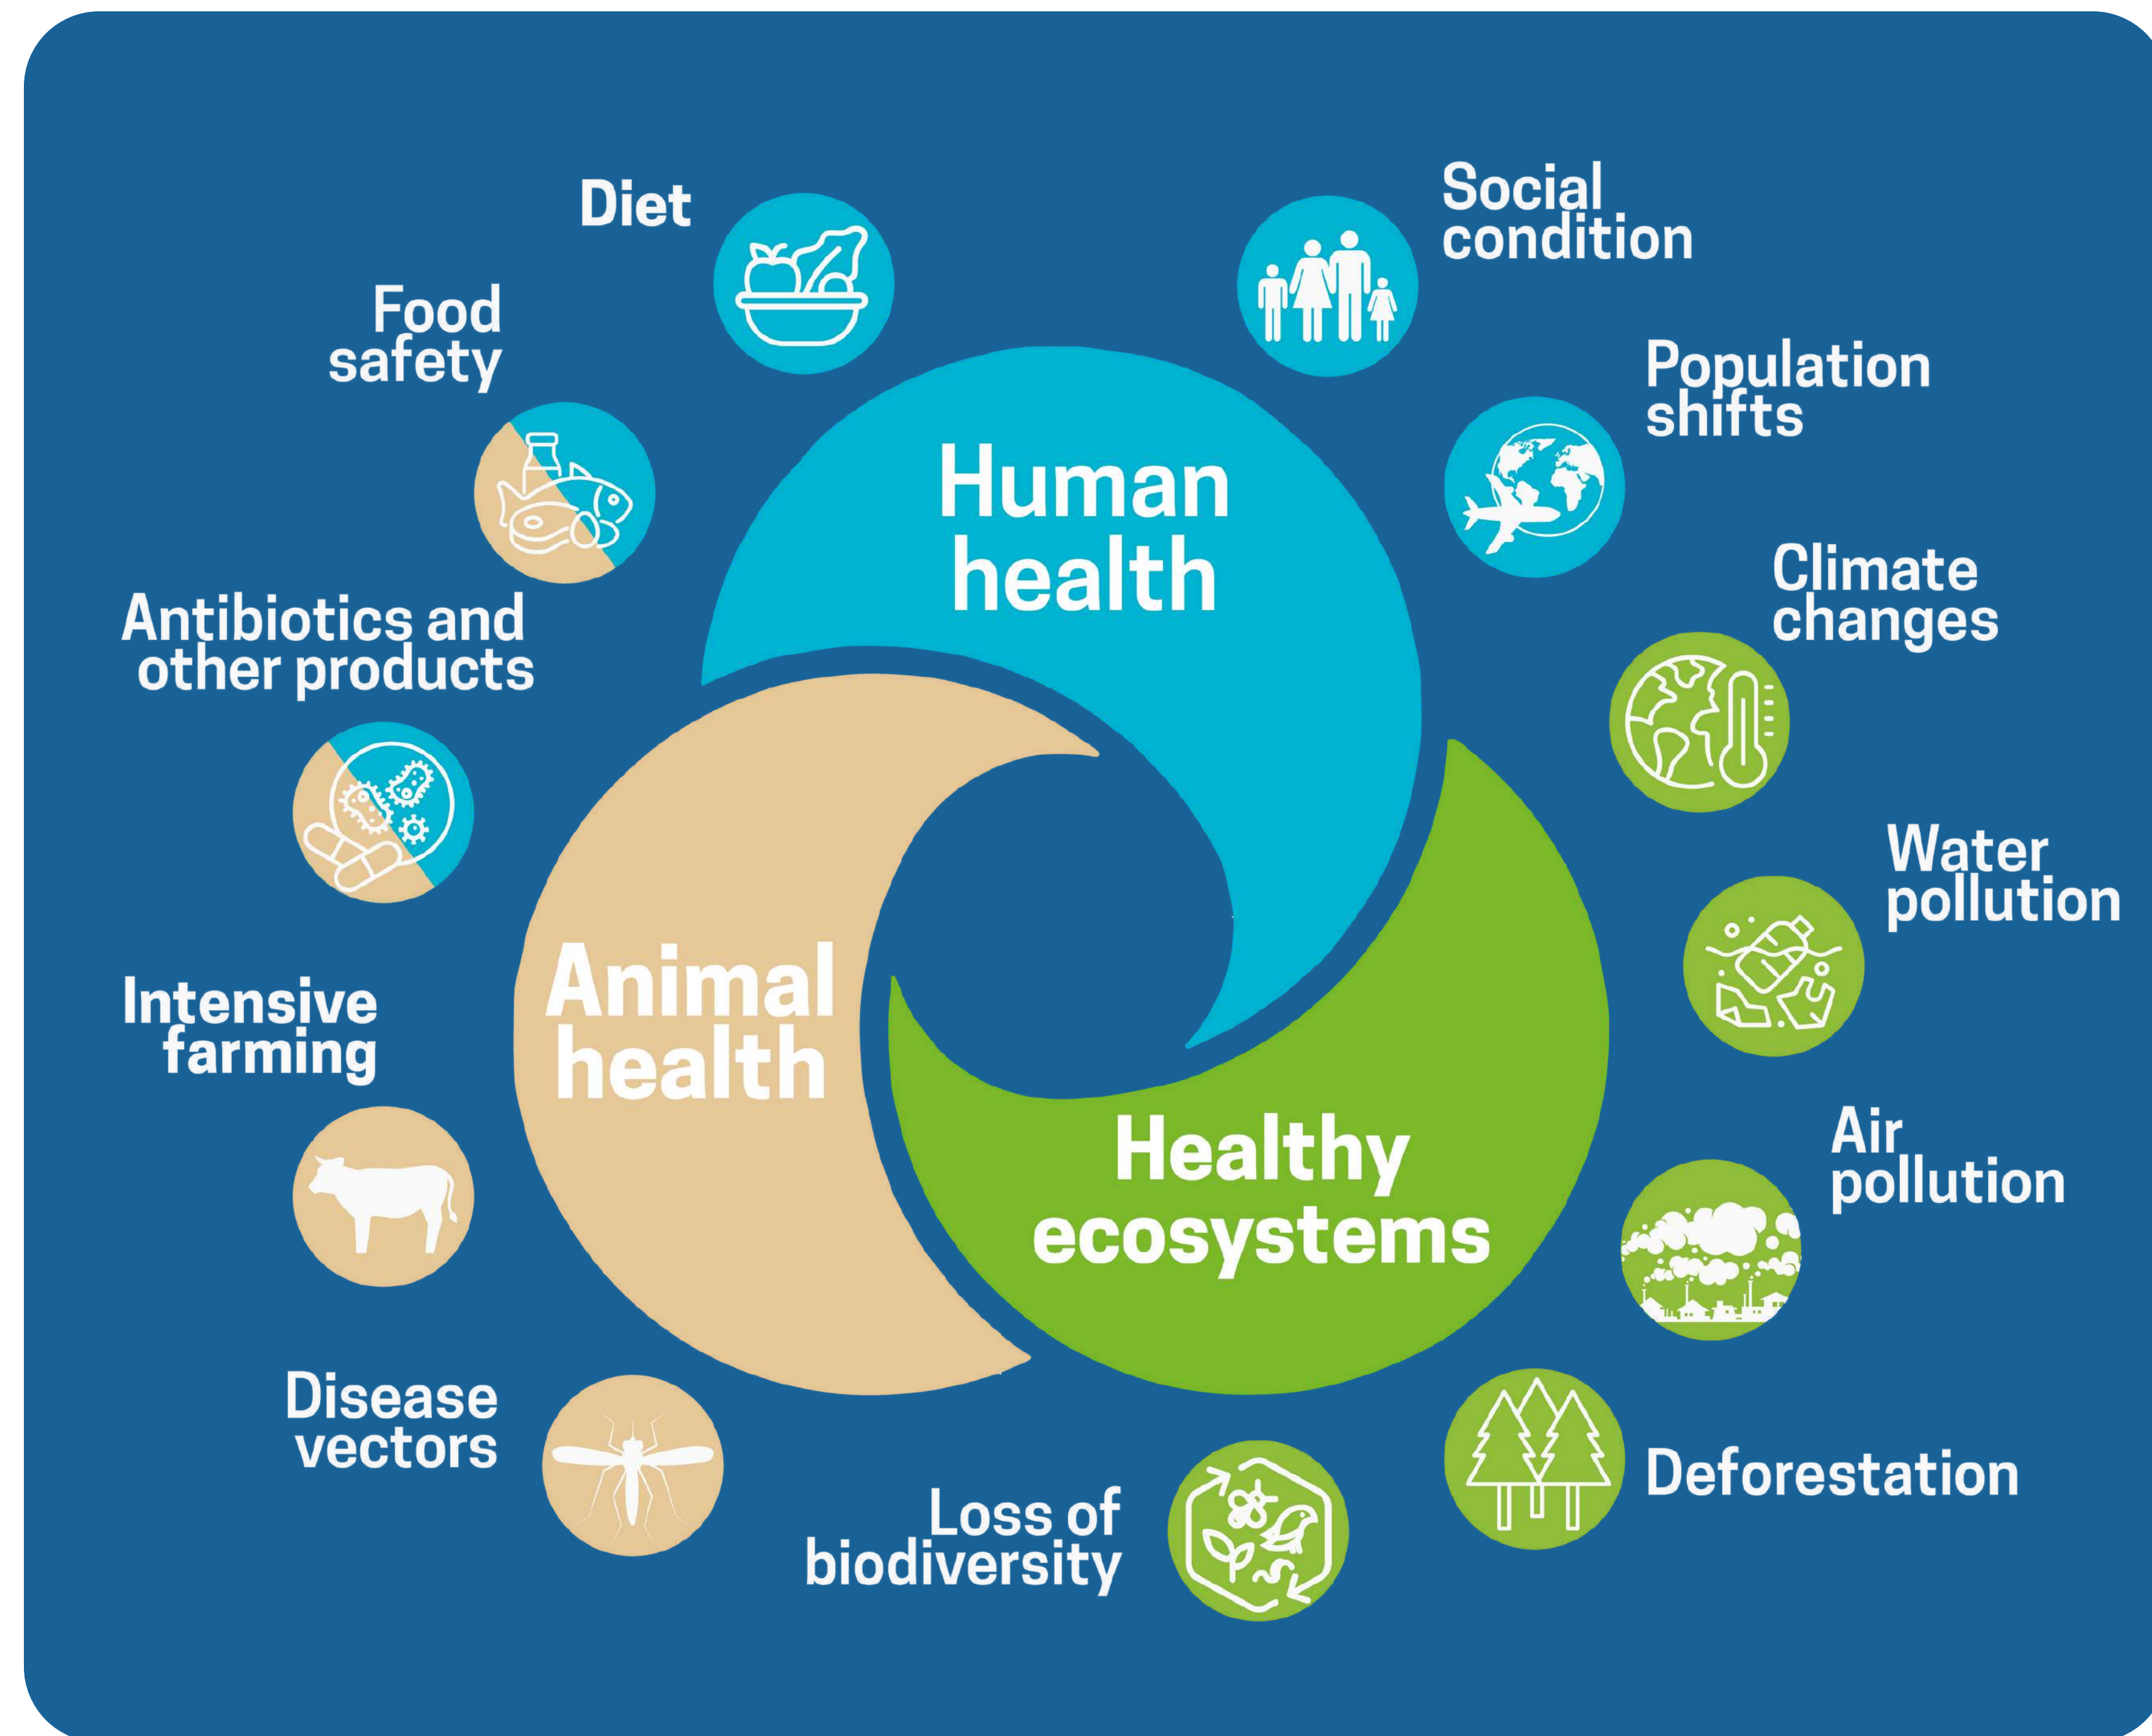 Diet
Social
condition
Food
safety
Population
shifts
Human
health
Climate
changes
Antibiotics and
other products
Water
pollution
Animal
health
Intensive
farming
Healthy
ecosystems
Air
pollution
Disease
vectors
Loss of
biodiversity
Deforestation